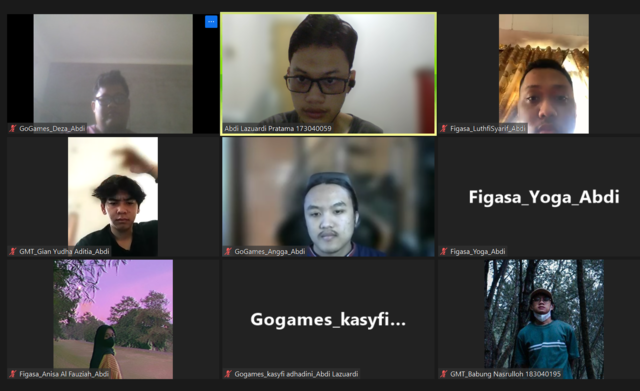 GoGames_Deza_Abdi
Abdi Lazuardi Pratama 173040059
Figasa_LuthfiSyarif_Abdi
GMT_Gian Yudha Aditia_Abdi
GoGames_Angga_Abdi
Figasa_Yoga_Abdi
Figasa_Yoga_Abdi
Figasa_Anisa Al Fauziah_Abdi
Gogames_kasyfi...
Gogames_kasyfi adhadini_Abdi Lazuardi
GMT_Babung Nasrulloh 183040195